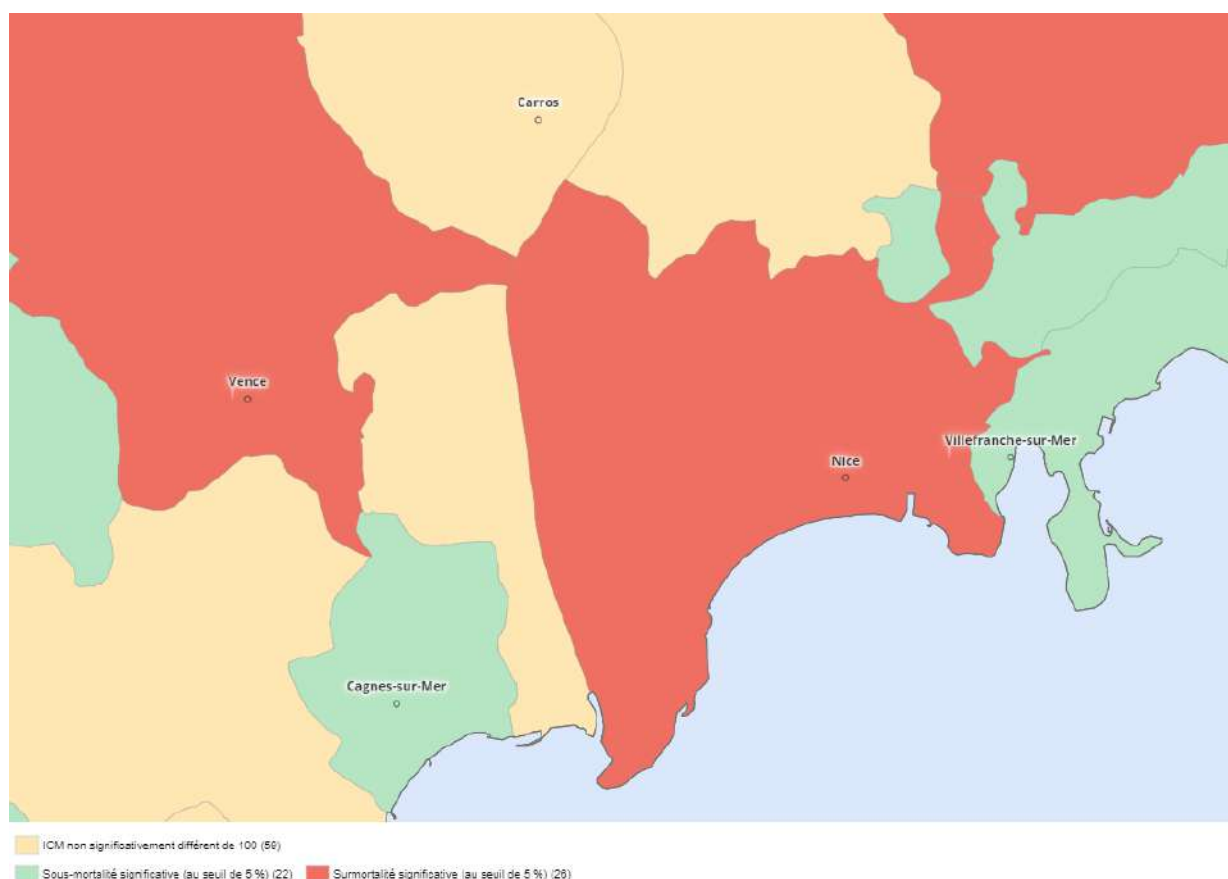 Carros
Vence
Villefranche-sur-Mer
Nice
Cagnes-sur-Mer
ICM non significativement différent de 100 (59)
Sous-mortalité significative (au seuil de 5 %) (22) Surmortalité significative (au seuil de 5 %) (26)